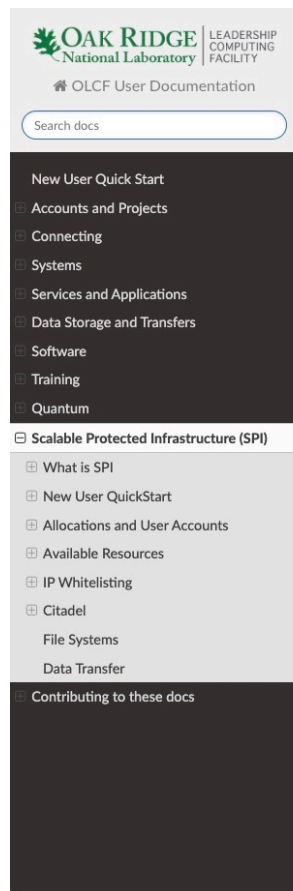 OAK RIDGE
National Laboratory
LEADERSHIP
COMPUTING
FACILITY
OLCF User Documentation
Search docs
New User Quick Start
Accounts and Projects
Connecting
Systems
Services and Applications
Data Storage and Transfers
Software
Training
Quantum
Scalable Protected Infrastructure (SPI)
What is SPI
New User QuickStart
Allocations and User Accounts
Available Resources
IP Whitelisting
Citadel
File Systems
Data Transfer
Contributing to these docs